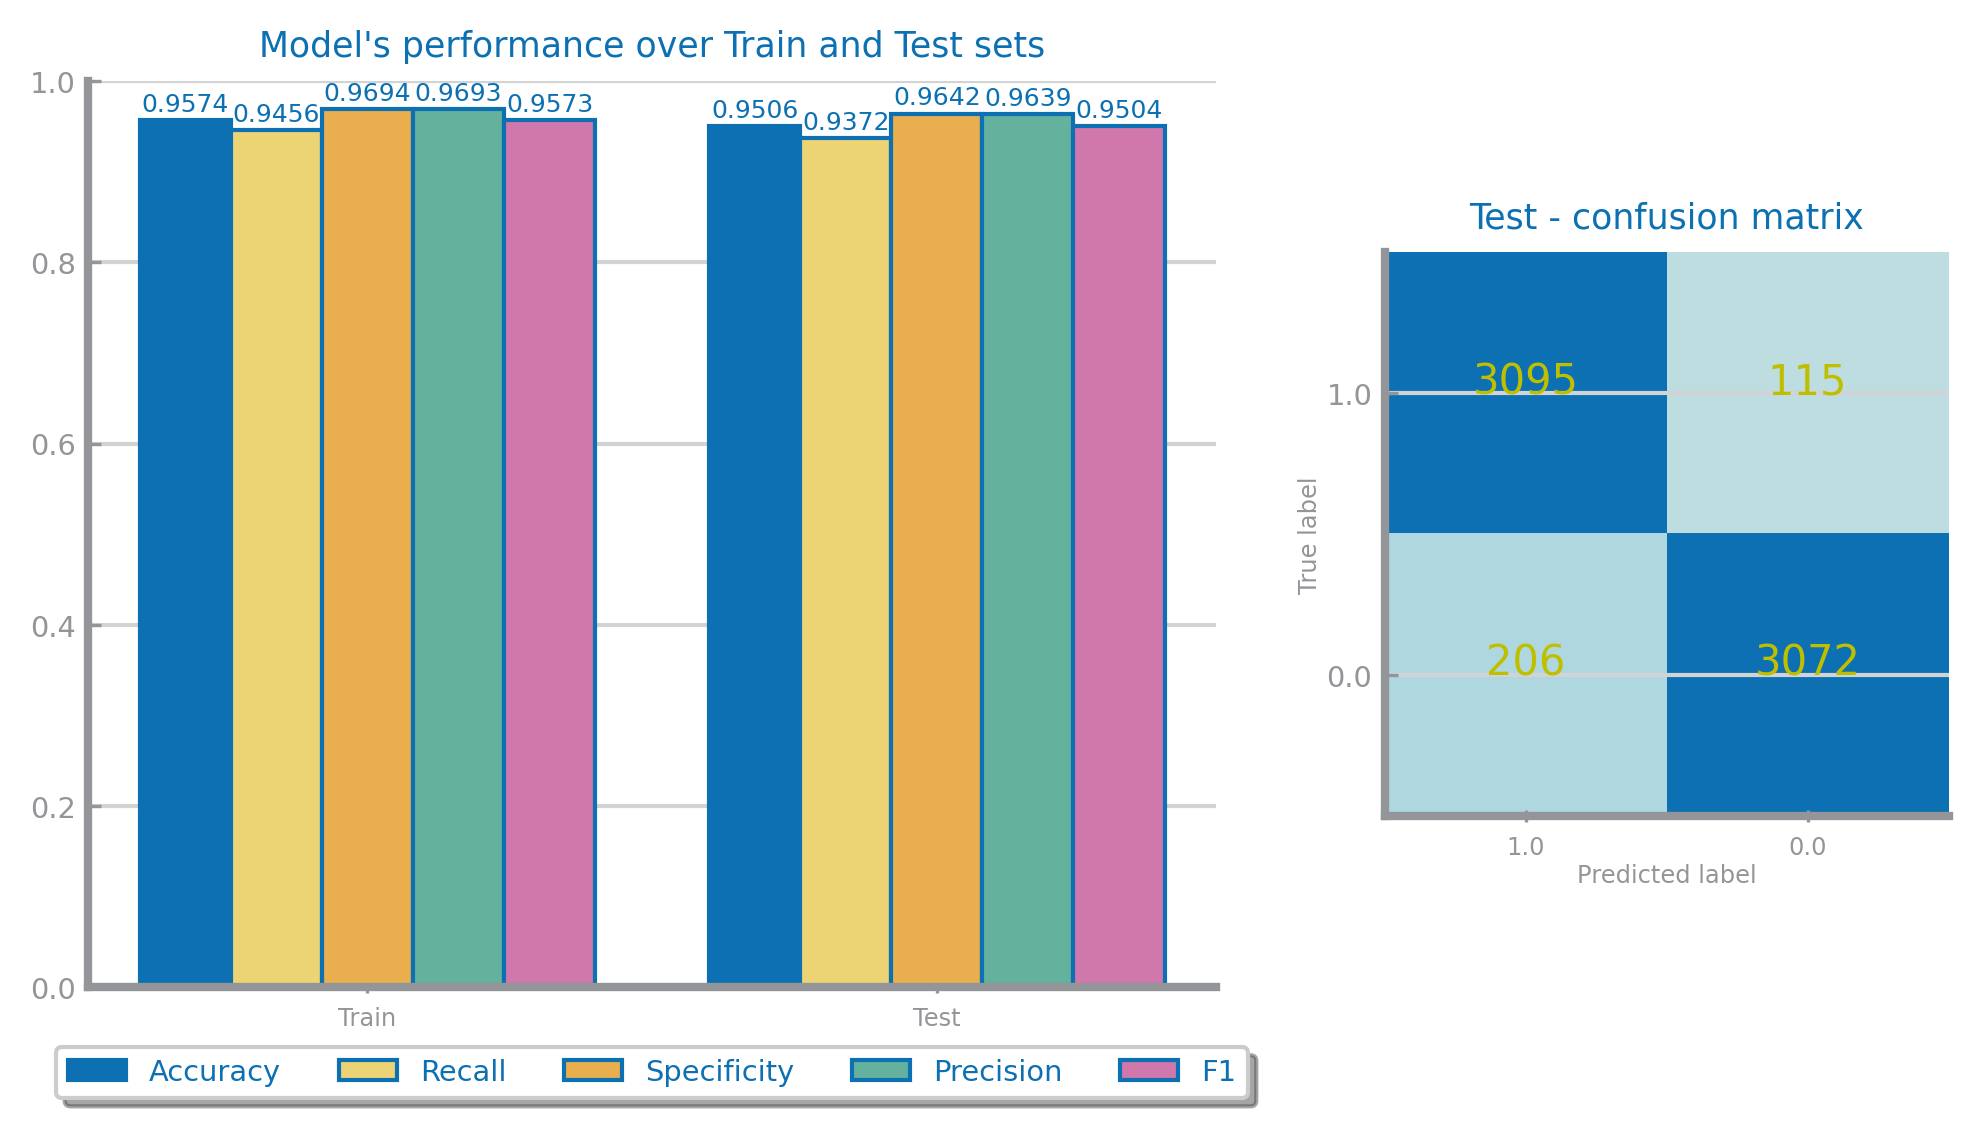 Model's performance over Train and Test sets
1.0
0.8
0.6
0.4
0.2
0.0
0.9574
0.9456
0.9694
0.9693
0.9573
0.9506
0.9372
0.9642
0.9639
0.9504
Train
Test
Accuracy
Recall
Specificity
Precision
F1
Test - confusion matrix
True label
1.0
0.0
3095
115
206
3072
1.0
0.0
Predicted label